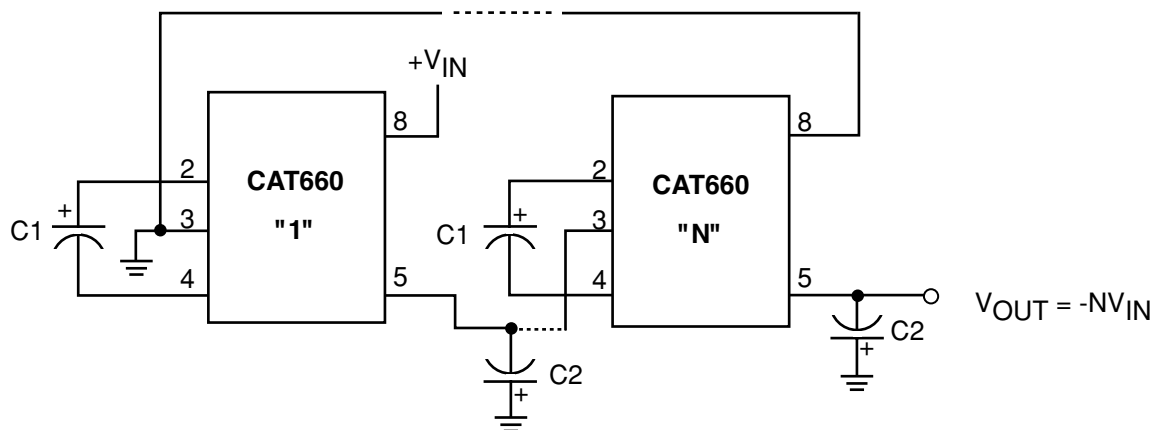 +VIN
8
8
2
CAT660
2
CAT660
C1
+
3
"1"
C1
+
3
"N"
4
5
4
5
VOUT = -NVIN
C2
+
C2
+